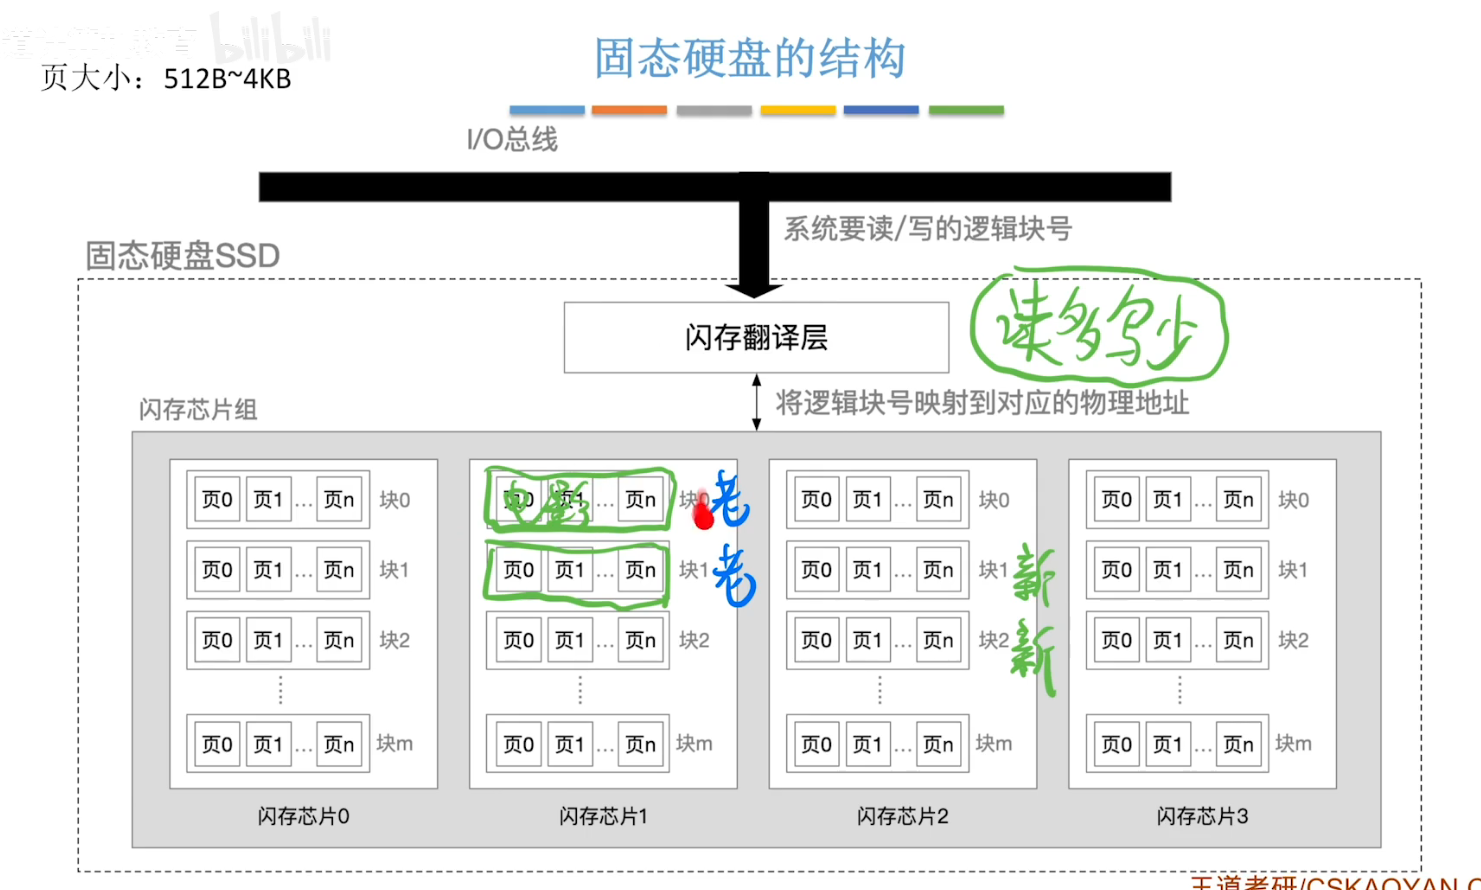 bilibili
固态硬盘的结构
页大小：512B~4KB
I/O总线
系统要读/写的逻辑块号
固态硬盘SSD
闪存翻译层
读多写少
将逻辑块号映射到对应的物理地址
闪存芯片组
页0 页1 … 页n 块0
页0 页1 … 页n 块1
页0 页1 … 页n 块2
页0 页1 … 页n 块m
闪存芯片0
电影
页0 页1 … 页n 块0 老
页0 页1 … 页n 块1 老
页0 页1 … 页n 块2
页0 页1 … 页n 块m
闪存芯片1
页0 页1 … 页n 块0
页0 页1 … 页n 块1 新
页0 页1 … 页n 块2 新
页0 页1 … 页n 块m
闪存芯片2
页0 页1 … 页n 块0
页0 页1 … 页n 块1
页0 页1 … 页n 块2
页0 页1 … 页n 块m
闪存芯片3
王道考研/CSKAOYAN.C